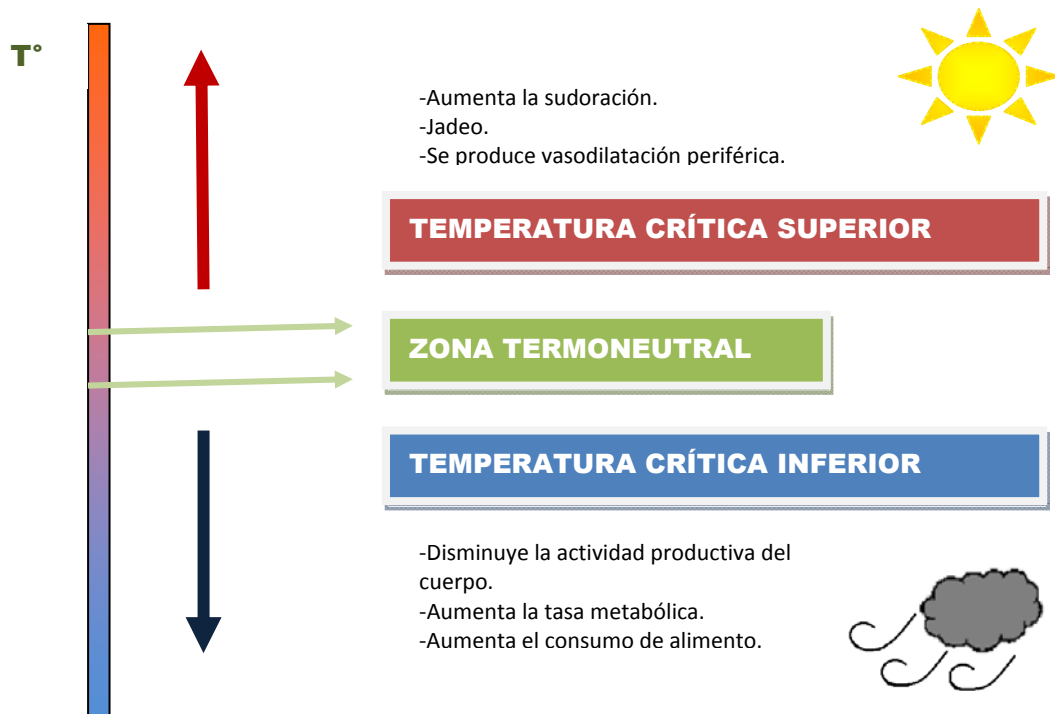 T°
-Aumenta la sudoración.
-Jadeo.
-Se produce vasodilatación periférica.
TEMPERATURA CRÍTICA SUPERIOR
ZONA TERMONEUTRAL
TEMPERATURA CRÍTICA INFERIOR
-Disminuye la actividad productiva del
cuerpo.
-Aumenta la tasa metabólica.
-Aumenta el consumo de alimento.